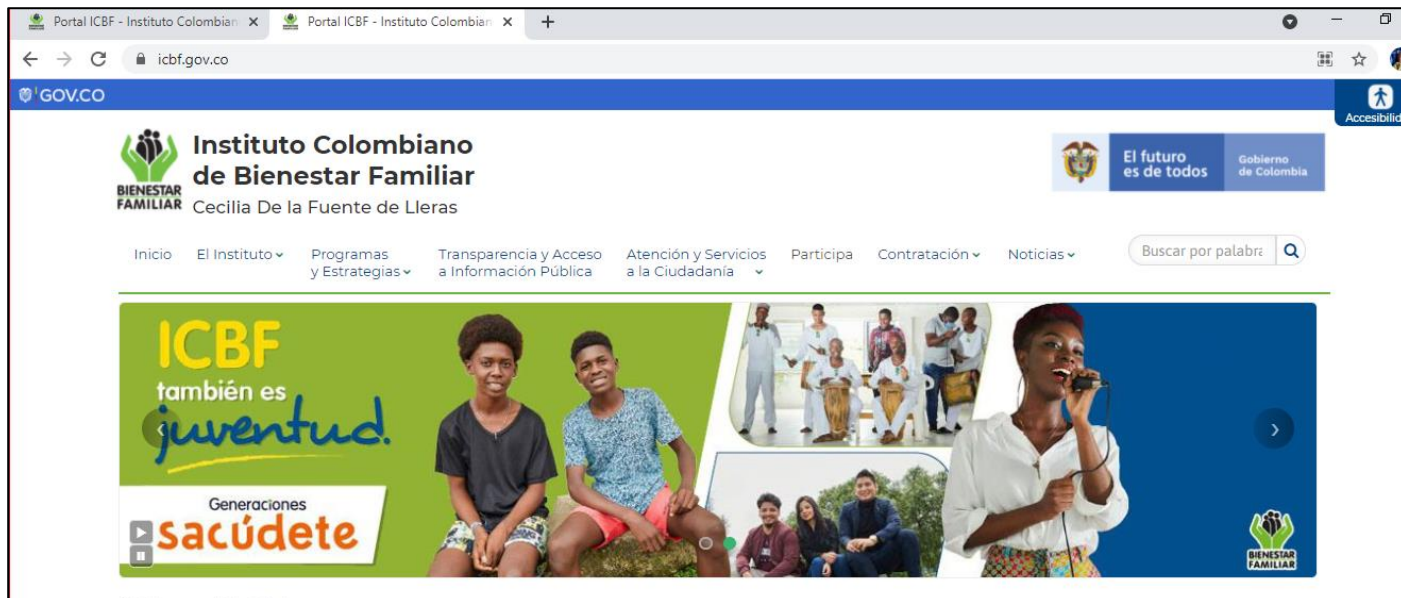 Portal ICBF - Instituto Colombian
Portal ICBF - Instituto Colombian
icbf.gov.co
GOV.CO
Accesibilid
BIENESTAR
FAMILIAR
Instituto Colombiano
de Bienestar Familiar
Cecilia De la Fuente de Lleras
El futuro
es de todos
Gobierno
de Colombia
Inicio
El Instituto
Programas
y Estrategias
Transparencia y Acceso
a Información Pública
Atención y Servicios
a la Ciudadanía
Participa
Contratación
Noticias
Buscar por palabra
ICBF
también es
juventud.
Generaciones
sacúdete
BIENESTAR
FAMILIAR